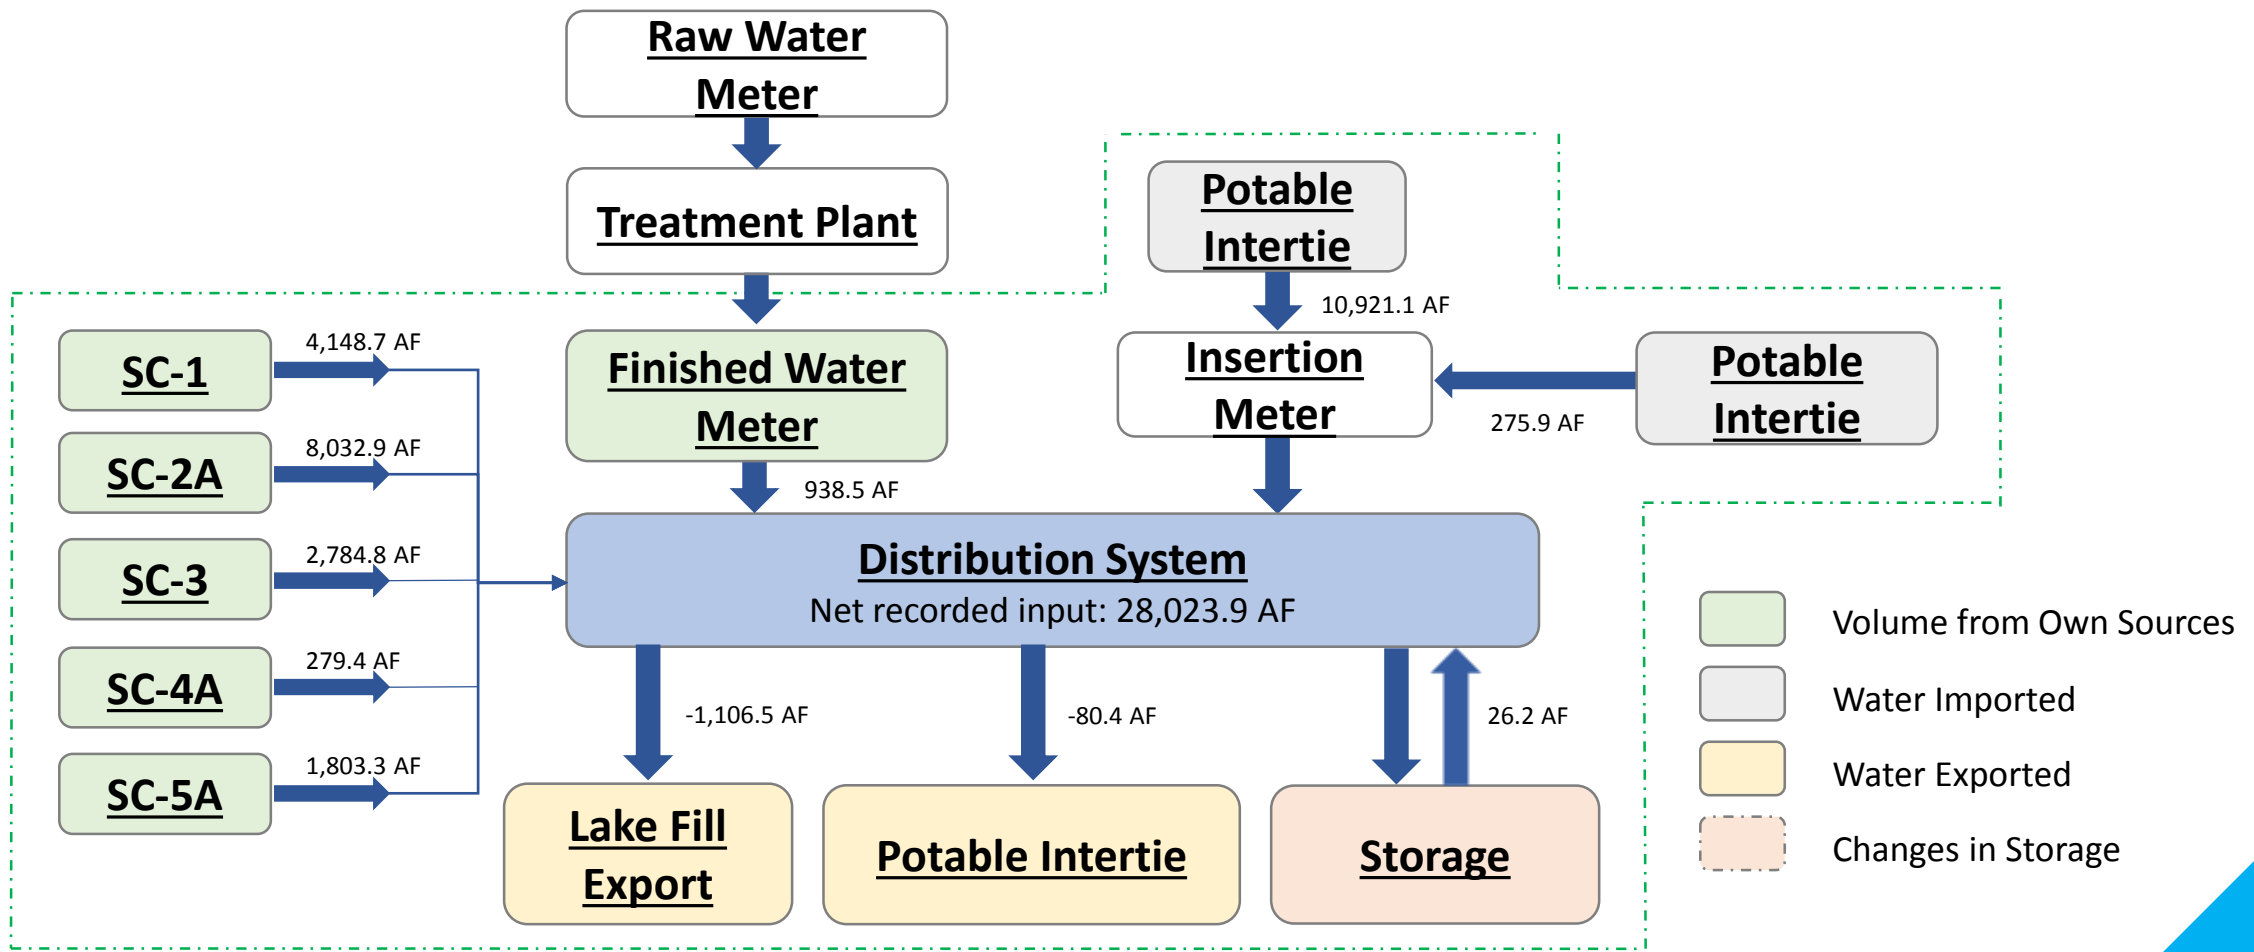 Raw Water
Meter
Treatment Plant
Potable
Intertie
10,921.1 AF
SC-1
4,148.7 AF
Finished Water
Meter
Insertion
Meter
Potable
Intertie
275.9 AF
SC-2A
8,032.9 AF
938.5 AF
SC-3
2,784.8 AF
Distribution System
Net recorded input: 28,023.9 AF
SC-4A
279.4 AF
SC-5A
1,803.3 AF
-1,106.5 AF
-80.4 AF
26.2 AF
Lake Fill
Export
Potable Intertie
Storage
Volume from Own Sources
Water Imported
Water Exported
Changes in Storage